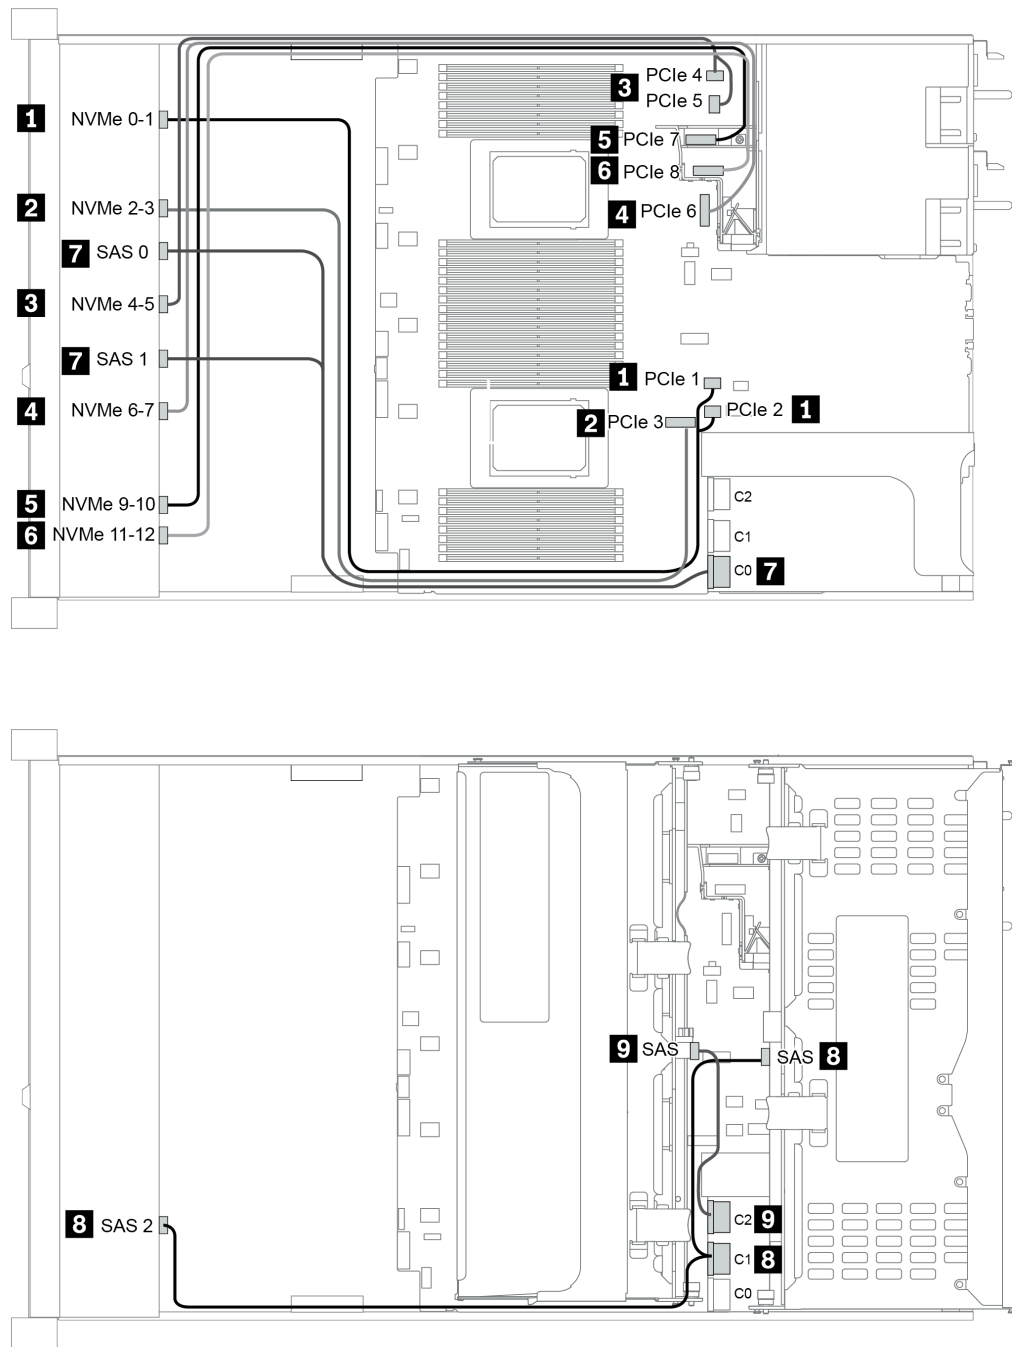 3 PCIe 4
PCIe 5
1 NVMe 0-1
5 PCIe 7
6 PCIe 8
2 NVMe 2-3
4 PCIe 6
7 SAS 0
3 NVMe 4-5
7 SAS 1
1 PCIe 1
4 NVMe 6-7
PCIe 2 1
2 PCIe 3
5 NVMe 9-10
C2
6 NVMe 11-12
C1
C0 7
9 SAS
SAS 8
8 SAS 2
C2 9
C1 8
C0